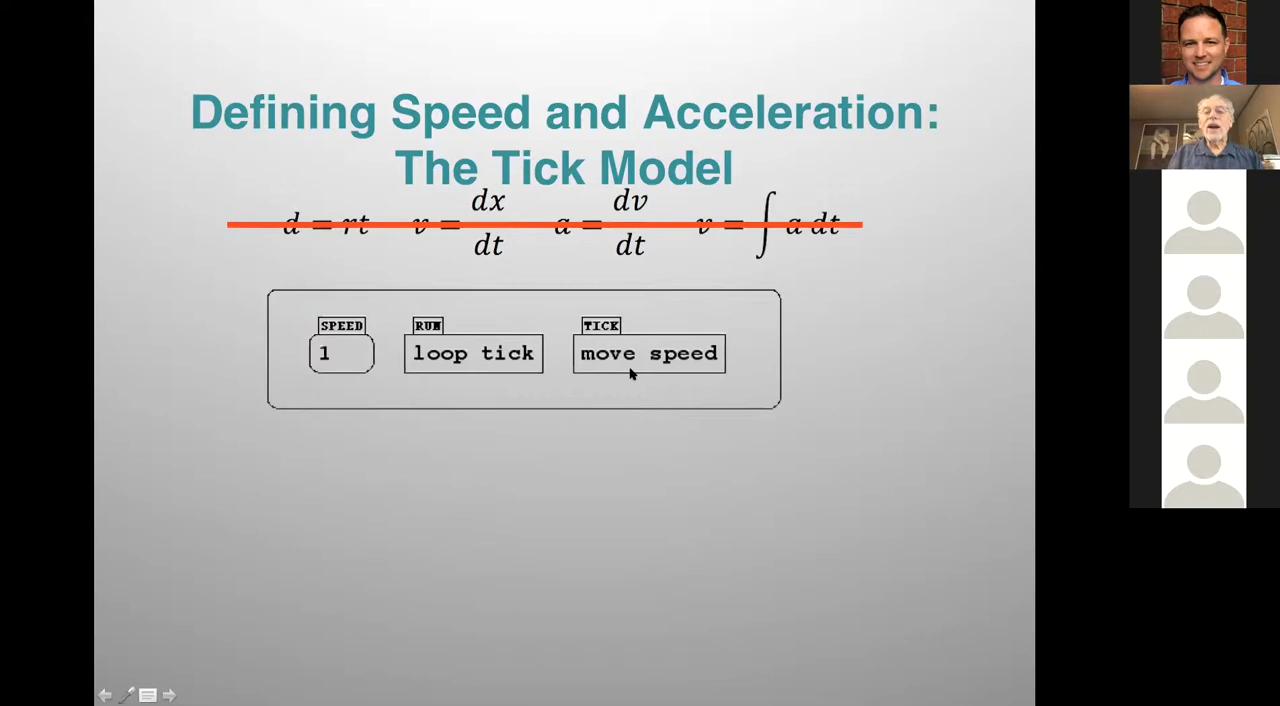 Defining Speed and Acceleration:
The Tick Model
d = rt v = dx/dt a = dv/dt v = ∫ a dt
SPEED RUN TICK
1 loop tick move speed